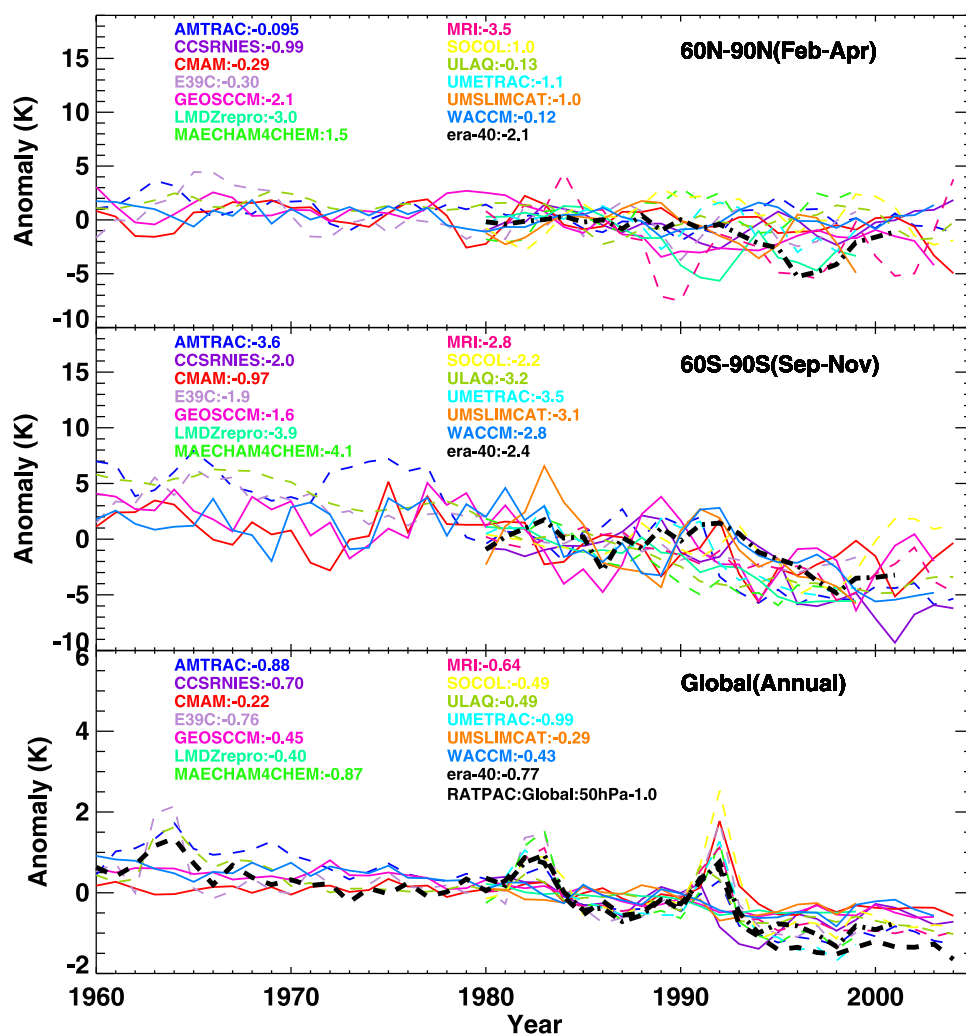 60N-90N(Feb-Apr)
AMTRAC:-0.095
CCSRNIES:-0.99
CMAM:-0.29
E39C:-0.30
GEOSCCM:-2.1
LMDZrepro:-3.0
MAECHAM4CHEM:1.5
MRI:-3.5
SOCOL:1.0
ULAQ:-0.13
UMETRAC:-1.1
UMSLIMCAT:-1.0
WACCM:-0.12
era-40:-2.1
Anomaly (K)
15
10
5
0
-5
-10
60S-90S(Sep-Nov)
AMTRAC:-3.6
CCSRNIES:-2.0
CMAM:-0.97
E39C:-1.9
GEOSCCM:-1.6
LMDZrepro:-3.9
MAECHAM4CHEM:-4.1
MRI:-2.8
SOCOL:-2.2
ULAQ:-3.2
UMETRAC:-3.5
UMSLIMCAT:-3.1
WACCM:-2.8
era-40:-2.4
Anomaly (K)
15
10
5
0
-5
-10
Global(Annual)
AMTRAC:-0.88
CCSRNIES:-0.70
CMAM:-0.22
E39C:-0.76
GEOSCCM:-0.45
LMDZrepro:-0.40
MAECHAM4CHEM:-0.87
MRI:-0.64
SOCOL:-0.49
ULAQ:-0.49
UMETRAC:-0.99
UMSLIMCAT:-0.29
WACCM:-0.43
era-40:-0.77
RATPAC:Global:50hPa-1.0
Anomaly (K)
6
4
2
0
-2
1960 1970 1980 1990 2000
Year